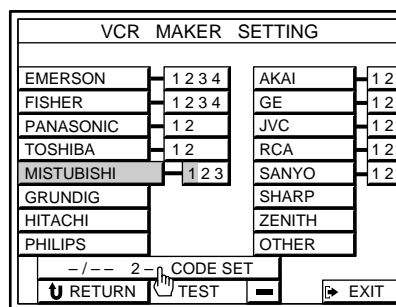 VCR MAKER SETTING
EMERSON 1 2 3 4 AKAI 1 2
FISHER 1 2 3 4 GE 1 2
PANASONIC 1 2 JVC 1 2
TOSHIBA 1 2 RCA 1 2
MISTUBISHI 1 2 3 SANYO 1 2
GRUNDIG SHARP
HITACHI ZENITH
PHILIPS OTHER
– / – – 2 – CODE SET
RETURN TEST EXIT